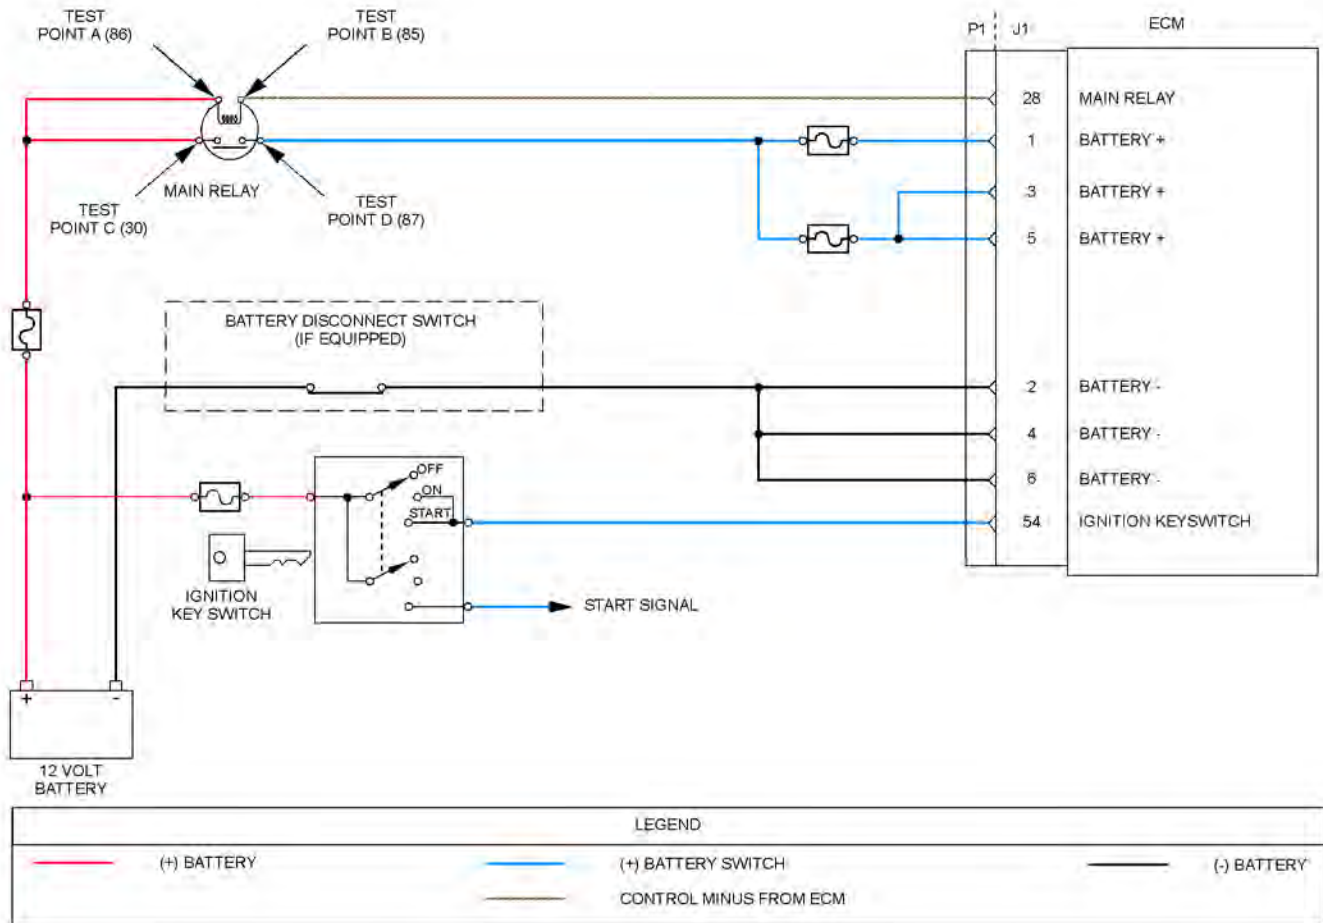 TEST
POINT A (86)
TEST
POINT B (85)
P1
J1
ECM
28
MAIN RELAY
1
BATTERY +
3
BATTERY +
5
BATTERY +
MAIN RELAY
TEST
POINT C (30)
TEST
POINT D (87)
BATTERY DISCONNECT SWITCH
(IF EQUIPPED)
2
BATTERY -
4
BATTERY -
6
BATTERY -
54
IGNITION KEYSWITCH
OFF
ON
START
IGNITION
KEY SWITCH
START SIGNAL
+
-
12 VOLT
BATTERY
LEGEND
(+) BATTERY
(+) BATTERY SWITCH
(-) BATTERY
CONTROL MINUS FROM ECM